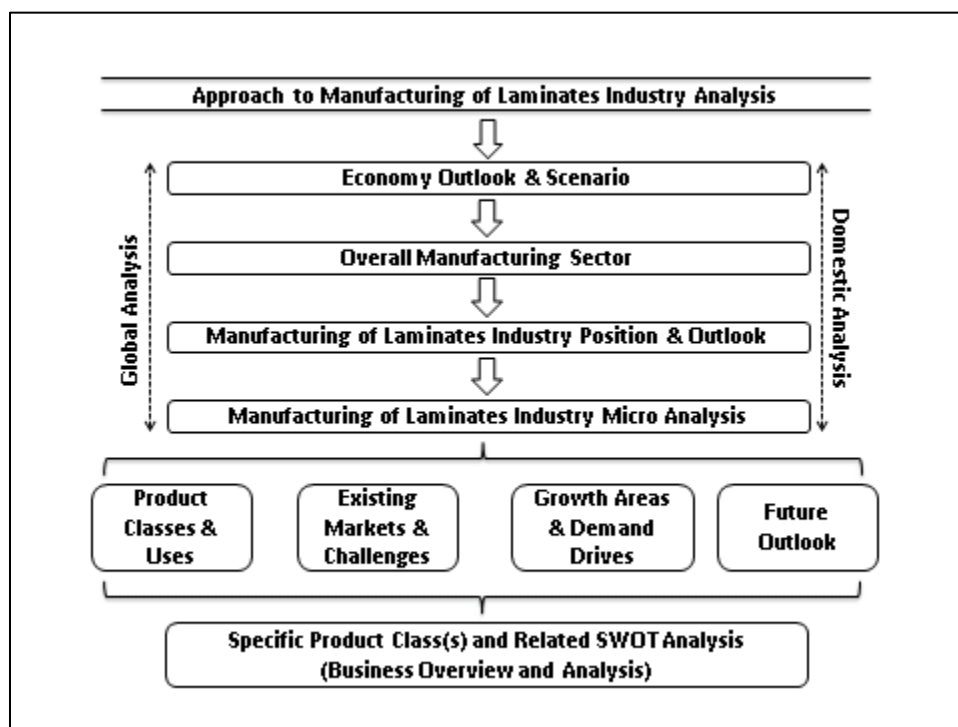 Approach to Manufacturing of Laminates Industry Analysis
Economy Outlook & Scenario
Overall Manufacturing Sector
Manufacturing of Laminates Industry Position & Outlook
Manufacturing of Laminates Industry Micro Analysis
Global Analysis
Domestic Analysis
Product
Classes &
Uses
Existing
Markets &
Challenges
Growth Areas
& Demand
Drives
Future
Outlook
Specific Product Class(s) and Related SWOT Analysis
(Business Overview and Analysis)